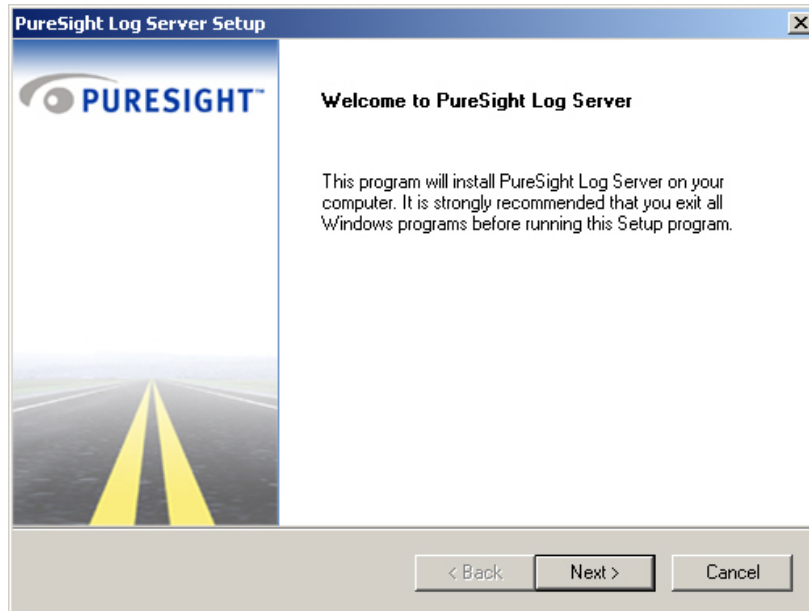 PureSight Log Server Setup
PURESIGHT™
Welcome to PureSight Log Server
This program will install PureSight Log Server on your
computer. It is strongly recommended that you exit all
Windows programs before running this Setup program.
< Back
Next >
Cancel